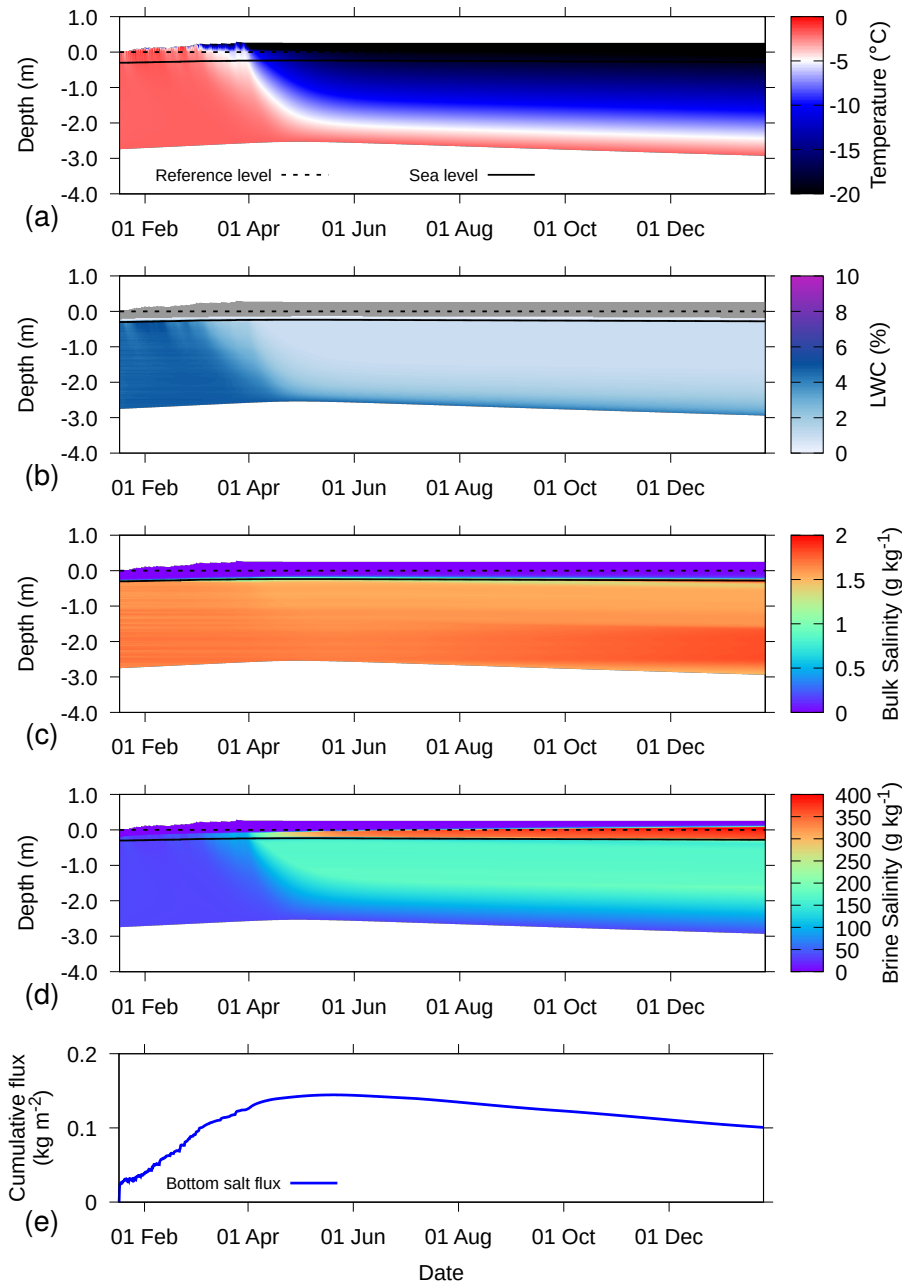 1.0
0.0
-1.0
-2.0
-3.0
-4.0
Depth (m)
Reference level
Sea level
0
-5
-10
-15
-20
Temperature (°C)
(a)
01 Feb 01 Apr 01 Jun 01 Aug 01 Oct 01 Dec
1.0
0.0
-1.0
-2.0
-3.0
-4.0
Depth (m)
10
8
6
4
2
0
LWC (%)
(b)
01 Feb 01 Apr 01 Jun 01 Aug 01 Oct 01 Dec
1.0
0.0
-1.0
-2.0
-3.0
-4.0
Depth (m)
2
1.5
1
0.5
0
Bulk Salinity (g kg-1)
(c)
01 Feb 01 Apr 01 Jun 01 Aug 01 Oct 01 Dec
1.0
0.0
-1.0
-2.0
-3.0
-4.0
Depth (m)
400
350
300
250
200
150
100
50
0
Brine Salinity (g kg-1)
(d)
01 Feb 01 Apr 01 Jun 01 Aug 01 Oct 01 Dec
0.2
0.1
0
Cumulative flux
(kg m-2)
Bottom salt flux
(e)
01 Feb 01 Apr 01 Jun 01 Aug 01 Oct 01 Dec
Date